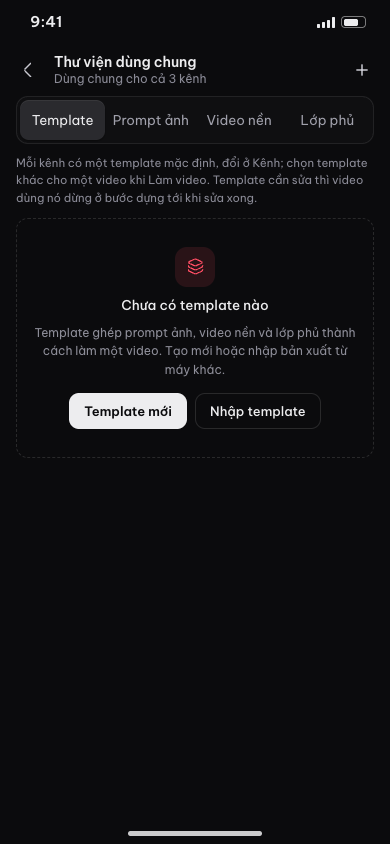 9:41
Thư viện dùng chung
Dùng chung cho cả 3 kênh
Template
Prompt ảnh
Video nền
Lớp phủ
Mỗi kênh có một template mặc định, đổi ở Kênh; chọn template
khác cho một video khi Làm video. Template cần sửa thì video
dùng nó dừng ở bước dựng tới khi sửa xong.
Chưa có template nào
Template ghép prompt ảnh, video nền và lớp phủ thành
cách làm một video. Tạo mới hoặc nhập bản xuất từ
máy khác.
Template mới
Nhập template